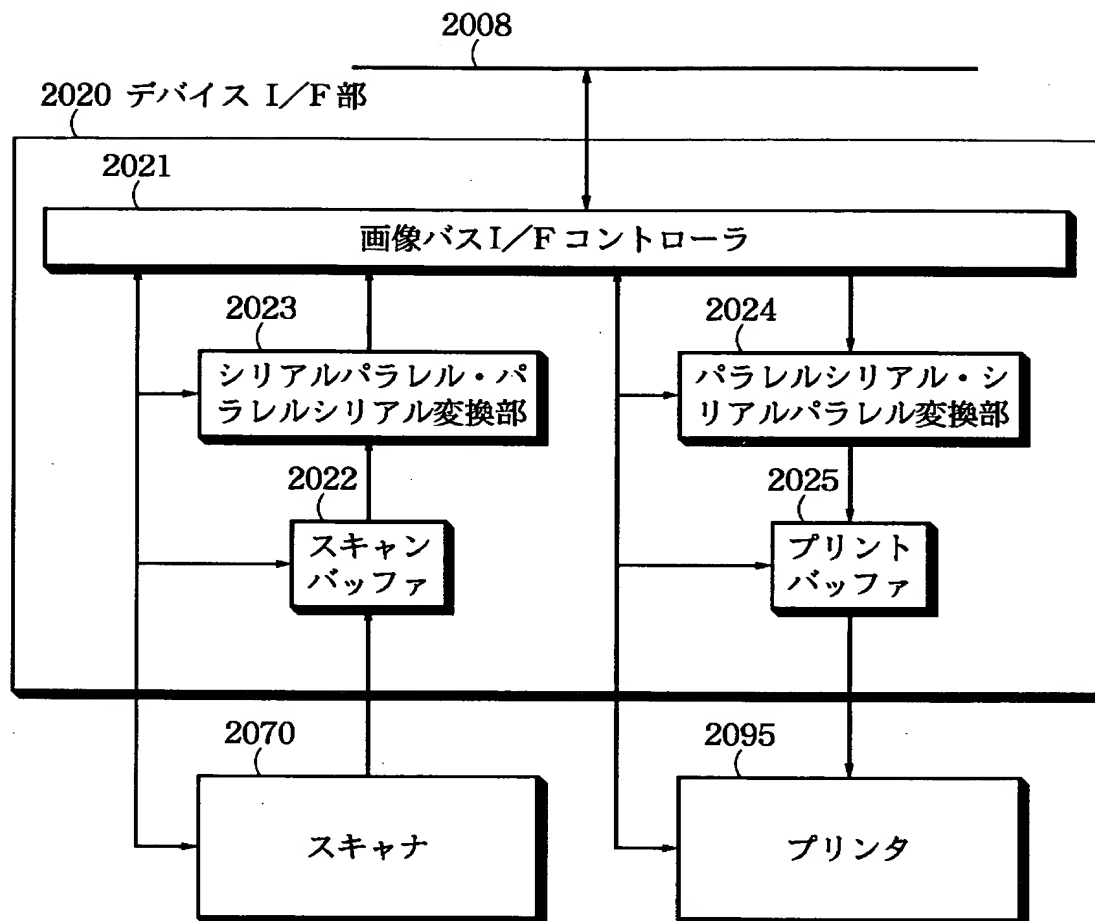 2008
2020 デバイス I/F部
2021
画像バスI/Fコントローラ
2023
シリアルパラレル・パ
ラレルシリアル変換部
2024
パラレルシリアル・シ
リアルパラレル変換部
2022
スキャン
バッファ
2025
プリント
バッファ
2070
スキャナ
2095
プリンタ